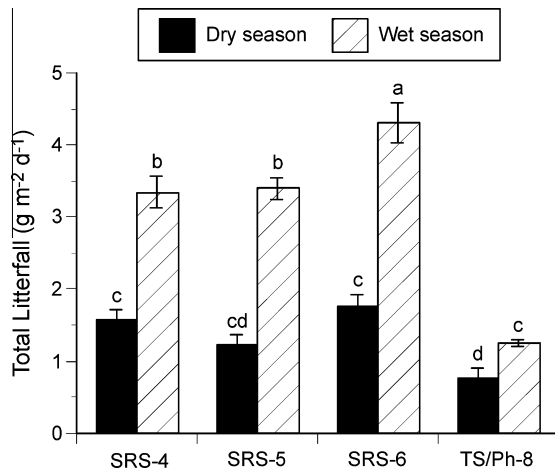 Dry season
Wet season
Total Litterfall (g m-2 d-1)
5
4
3
2
1
0
c
b
cd
b
c
a
d
c
SRS-4
SRS-5
SRS-6
TS/Ph-8